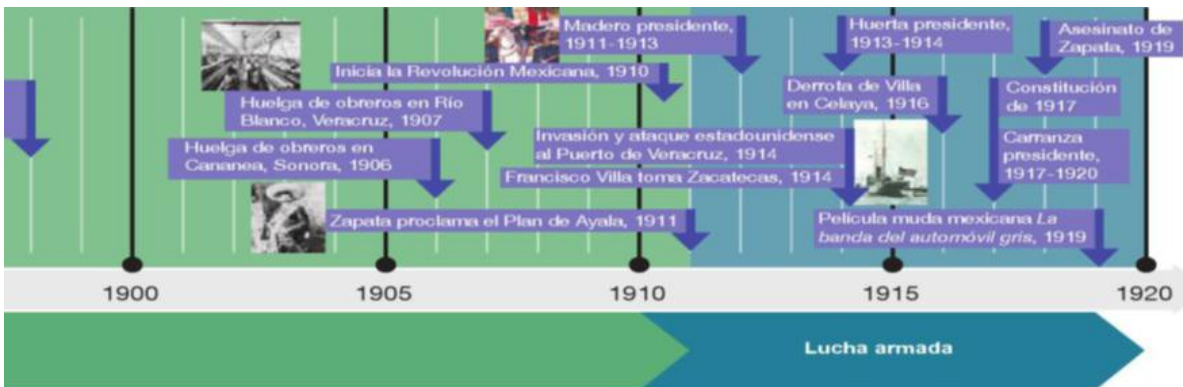 Madero presidente,
1911-1913
Huerta presidente,
1913-1914
Asesinato de
Zapata, 1919
Inicia la Revolución Mexicana, 1910
Huelga de obreros en Río
Blanco, Veracruz, 1907
Derrota de Villa
en Celaya, 1916
Constitución
de 1917
Huelga de obreros en
Cananea, Sonora, 1906
Invasión y ataque estadounidense
al Puerto de Veracruz, 1914
Carranza
presidente,
1917-1920
Francisco Villa toma Zacatecas, 1914
Zapata proclama el Plan de Ayala, 1911
Película muda mexicana La
banda del automóvil gris, 1919
1900
1905
1910
1915
1920
Lucha armada